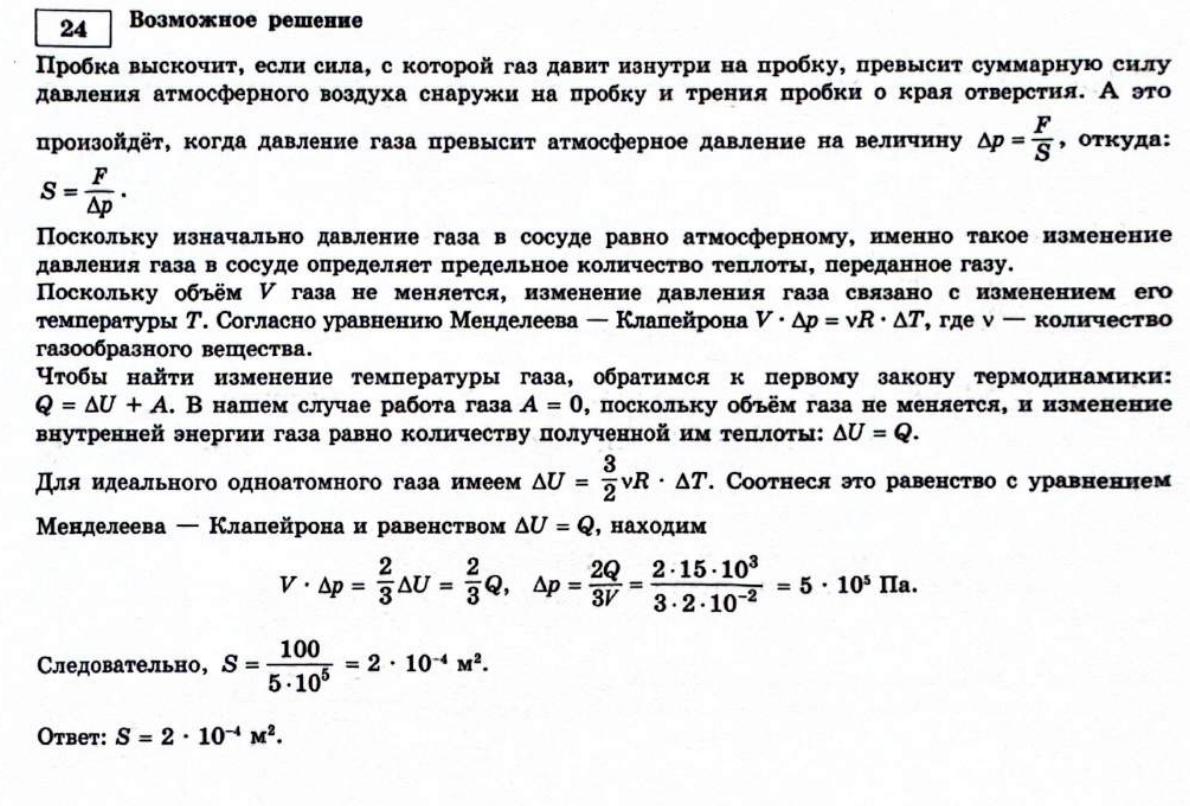 24 Возможное решение
Пробка выскочит, если сила, с которой газ давит изнутри на пробку, превысит суммарную силу
давления атмосферного воздуха снаружи на пробку и трения пробки о края отверстия. А это
произойдёт, когда давление газа превысит атмосферное давление на величину Δp = F/S, откуда:
S = F/Δp.
Поскольку изначально давление газа в сосуде равно атмосферному, именно такое изменение
давления газа в сосуде определяет предельное количество теплоты, переданное газу.
Поскольку объём V газа не меняется, изменение давления газа связано с изменением его
температуры T. Согласно уравнению Менделеева — Клапейрона V · Δp = νR · ΔT, где ν — количество
газообразного вещества.
Чтобы найти изменение температуры газа, обратимся к первому закону термодинамики:
Q = ΔU + A. В нашем случае работа газа A = 0, поскольку объём газа не меняется, и изменение
внутренней энергии газа равно количеству полученной им теплоты: ΔU = Q.
Для идеального одноатомного газа имеем ΔU = 3/2 νR · ΔT. Соотнеся это равенство с уравнением
Менделеева — Клапейрона и равенством ΔU = Q, находим
V · Δp = 2/3 ΔU = 2/3 Q, Δp = 2Q/3V = 2·15·10³/3·2·10⁻² = 5 · 10⁵ Па.
Следовательно, S = 100/5·10⁵ = 2 · 10⁻⁴ м².
Ответ: S = 2 · 10⁻⁴ м².